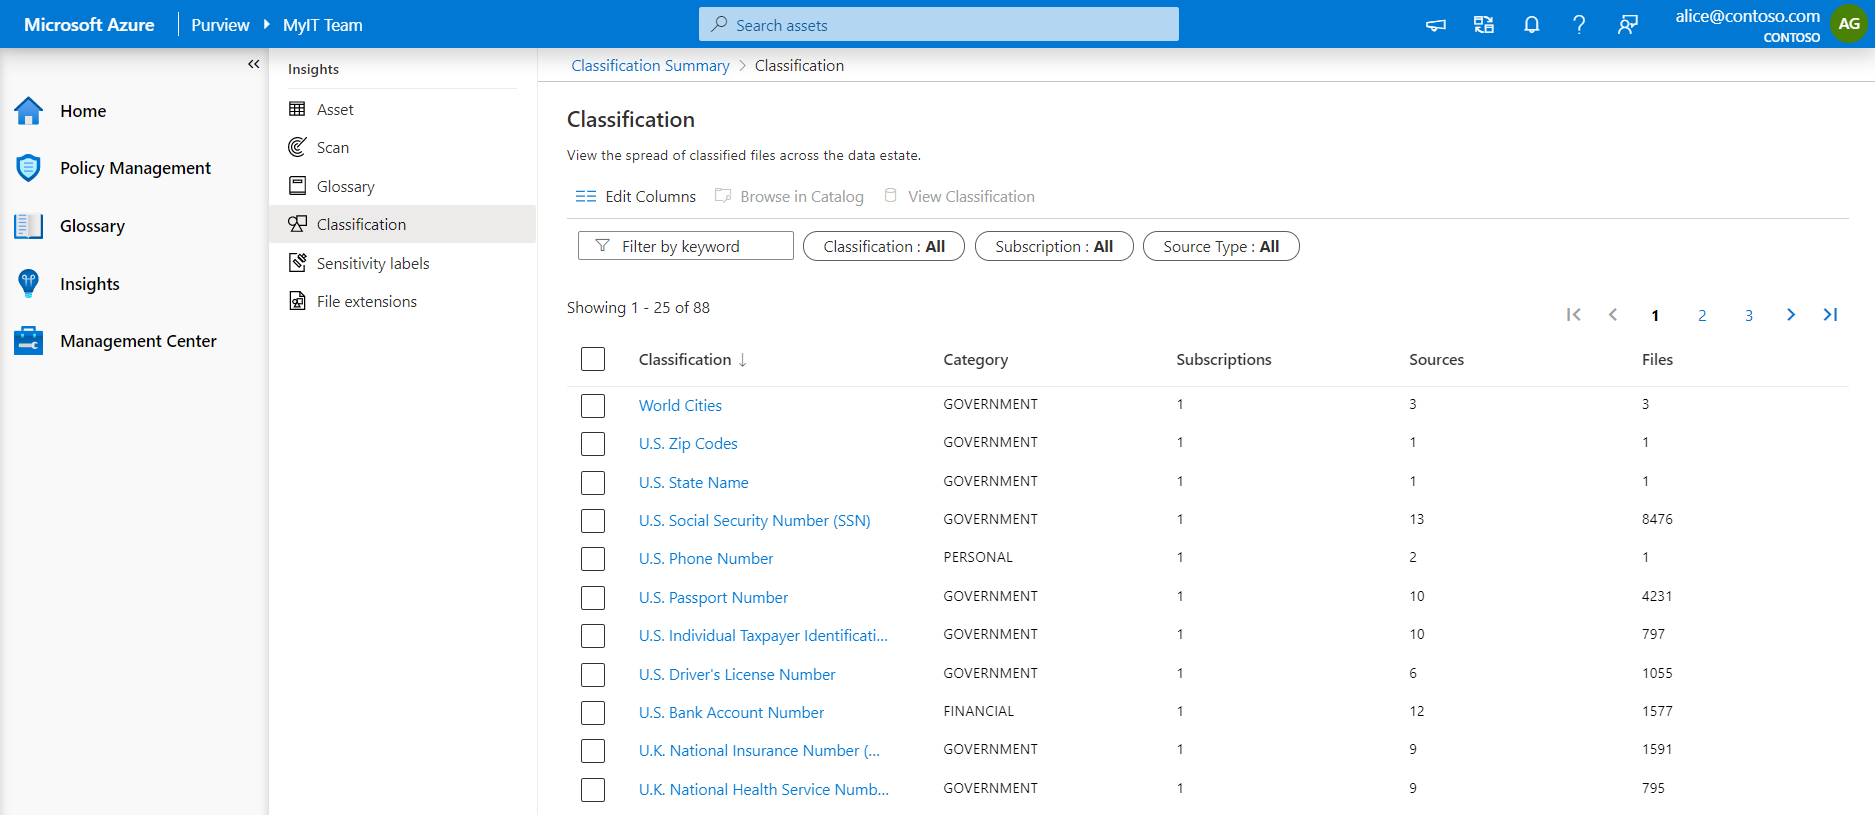 Microsoft Azure | Purview MyIT Team
Search assets
alice@contoso.com
CONTOSO
AG
Home
Policy Management
Glossary
Insights
Management Center
Insights
Asset
Scan
Glossary
Classification
Sensitivity labels
File extensions
Classification Summary > Classification
Classification
View the spread of classified files across the data estate.
Edit Columns Browse in Catalog View Classification
Filter by keyword Classification : All Subscription : All Source Type : All
Showing 1 - 25 of 88
1 2 3
Classification ↓ Category Subscriptions Sources Files
World Cities GOVERNMENT 1 3 3
U.S. Zip Codes GOVERNMENT 1 1 1
U.S. State Name GOVERNMENT 1 1 1
U.S. Social Security Number (SSN) GOVERNMENT 1 13 8476
U.S. Phone Number PERSONAL 1 2 1
U.S. Passport Number GOVERNMENT 1 10 4231
U.S. Individual Taxpayer Identificati... GOVERNMENT 1 10 797
U.S. Driver's License Number GOVERNMENT 1 6 1055
U.S. Bank Account Number FINANCIAL 1 12 1577
U.K. National Insurance Number (... GOVERNMENT 1 9 1591
U.K. National Health Service Numb... GOVERNMENT 1 9 795